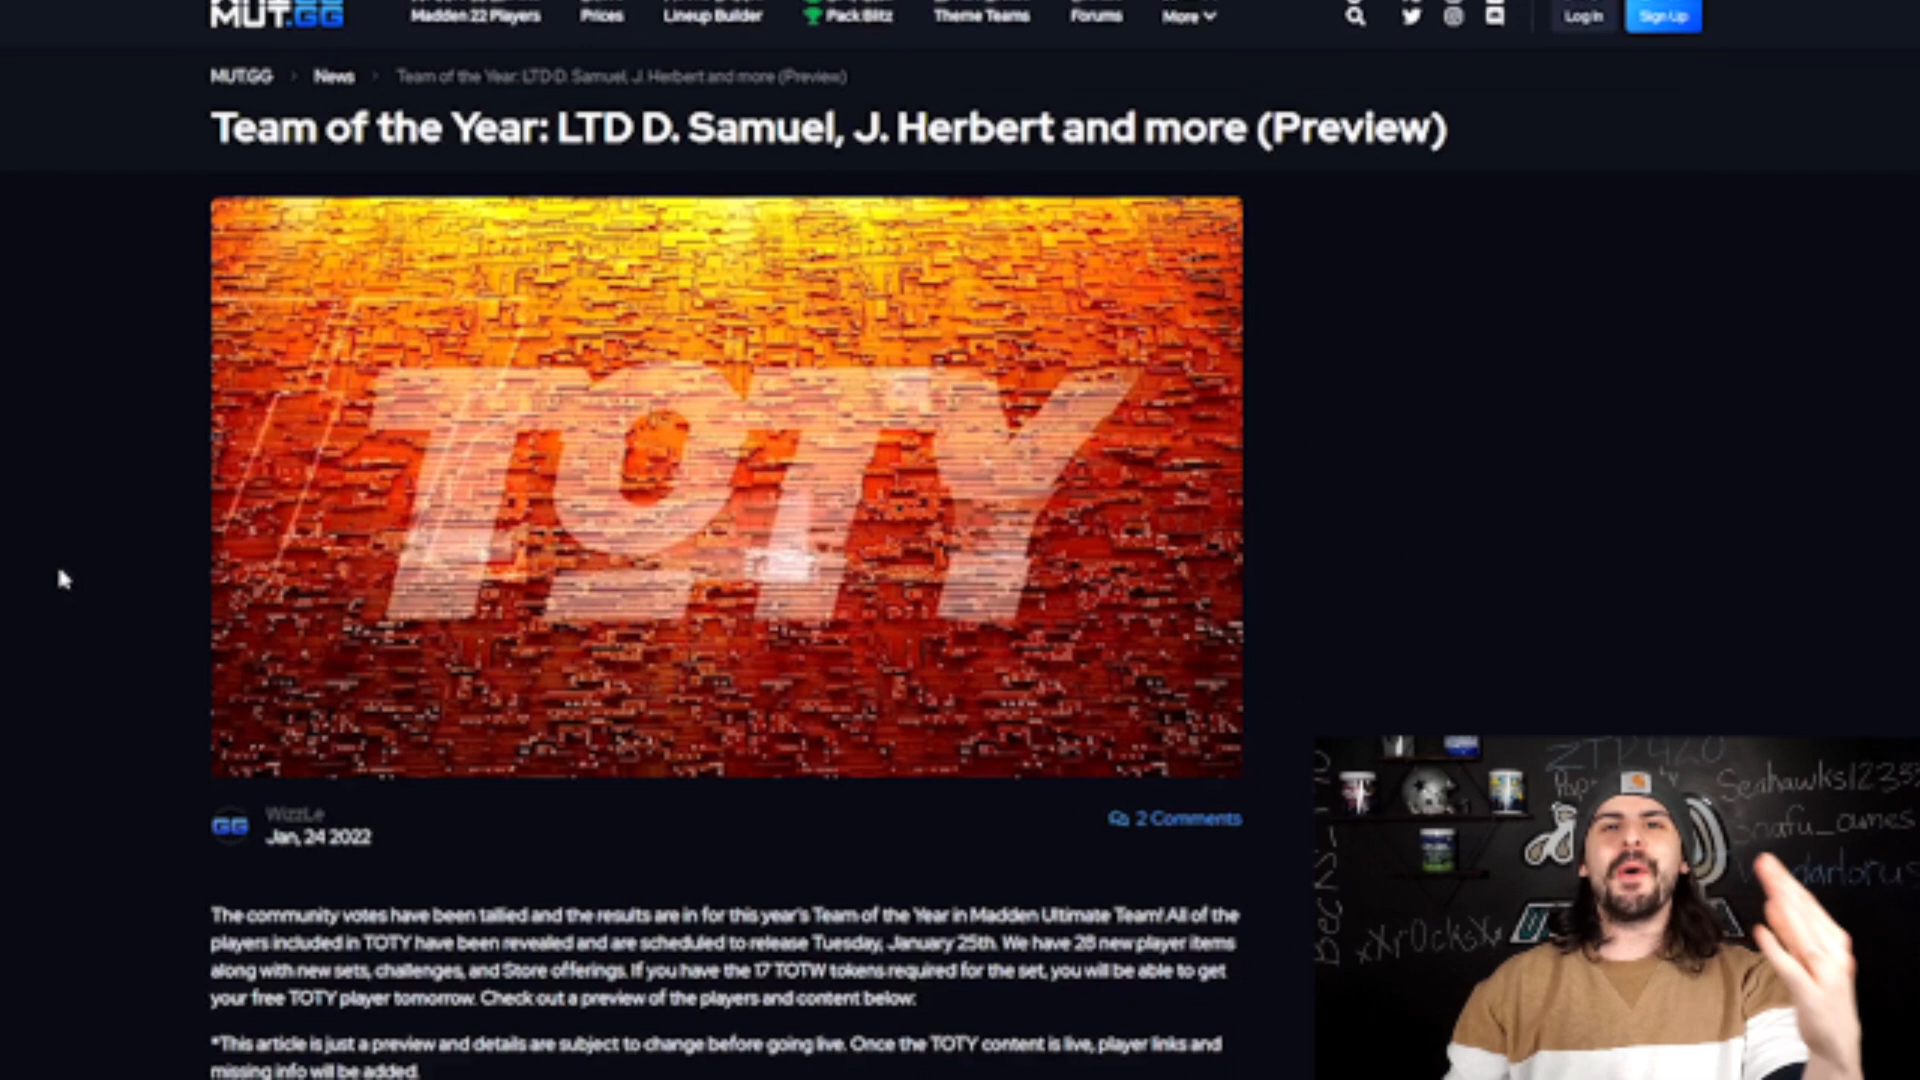 MUT.GG
Madden 22 Players
Prices
Lineup Builder
Pack Blitz
Theme Teams
Forums
More
Log In
Sign Up
MUT.GG > News > Team of the Year: LTD D. Samuel, J. Herbert and more (Preview)
Team of the Year: LTD D. Samuel, J. Herbert and more (Preview)
TOTY
GG
WizzLe
Jan, 24 2022
2 Comments
The community votes have been tallied and the results are in for this year's Team of the Year in Madden Ultimate Team! All of the
players included in TOTY have been revealed and are scheduled to release Tuesday, January 25th. We have 28 new player items
along with new sets, challenges, and Store offerings. If you have the 17 TOTW tokens required for the set, you will be able to get
your free TOTY player tomorrow. Check out a preview of the players and content below:
*This article is just a preview and details are subject to change before going live. Once the TOTY content is live, player links and
missing info will be added.
ZTK420
Seahawks12333
xXr0cksXx